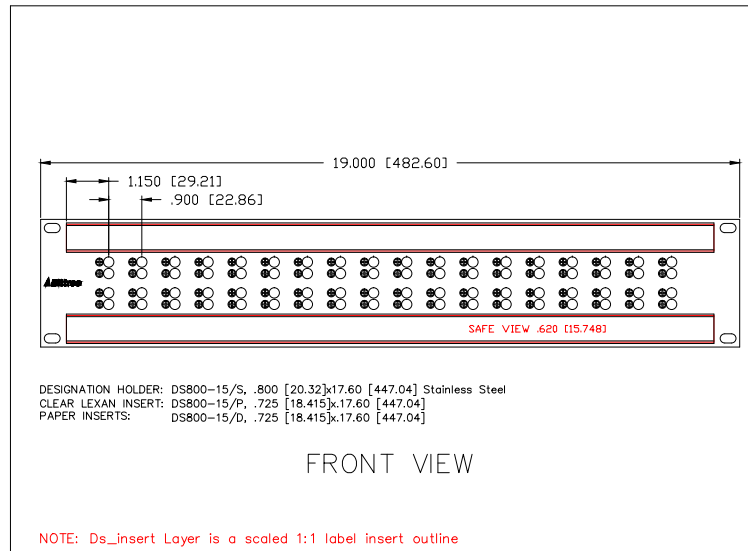 19.000 [482.60]
1.150 [29.21]
.900 [22.86]
SAFE VIEW .620 [15.748]
DESIGNATION HOLDER: DS800-15/S, .800 [20.32]x17.60 [447.04] Stainless Steel
CLEAR LEXAN INSERT: DS800-15/P, .725 [18.415]x.17.60 [447.04]
PAPER INSERTS: DS800-15/D, .725 [18.415]x.17.60 [447.04]
FRONT VIEW
NOTE: Ds_insert Layer is a scaled 1:1 label insert outline